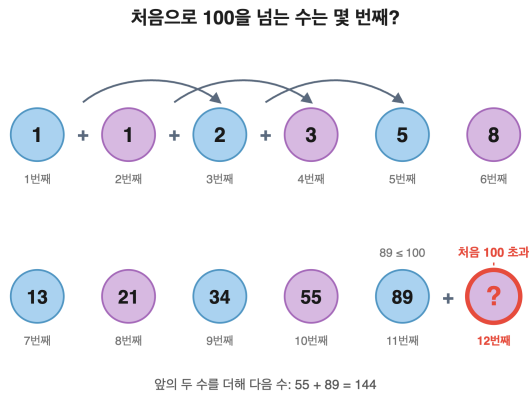 처음으로 100을 넘는 수는 몇 번째?
1 + 1 + 2 + 3 5 8
1번째 2번째 3번째 4번째 5번째 6번째
89 ≤ 100 처음 100 초과
13 21 34 55 89 + ?
7번째 8번째 9번째 10번째 11번째 12번째
앞의 두 수를 더해 다음 수: 55 + 89 = 144